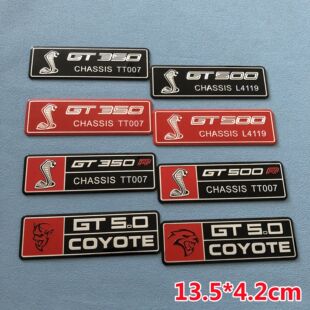 GT 350
CHASSIS TT007
GT 500
CHASSIS L4119
GT 350
CHASSIS TT007
GT 500
CHASSIS L4119
GT 350 R
CHASSIS TT007
GT 500 R
CHASSIS TT007
GT 5.0
COYOTE
GT 5.0
COYOTE
13.5*4.2cm